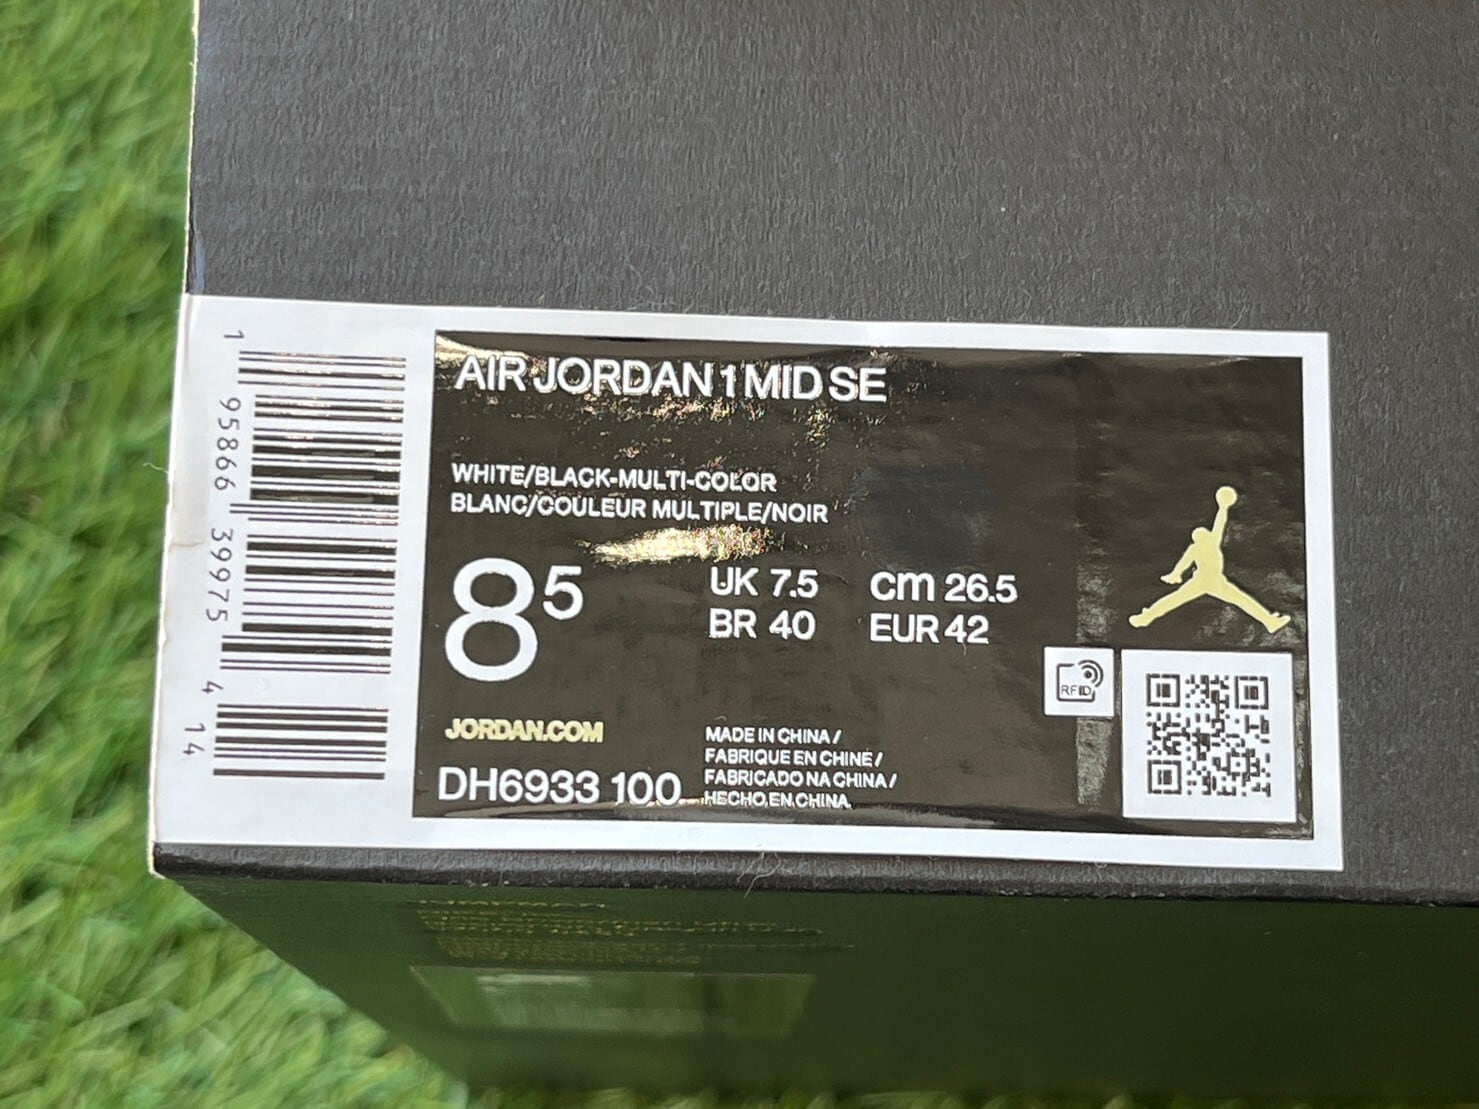 1 95866 39975 4 14
AIR JORDAN 1 MID SE
WHITE/BLACK-MULTI-COLOR
BLANC/COULEUR MULTIPLE/NOIR
8⁵
UK 7.5 cm 26.5
BR 40 EUR 42
RFID
JORDAN.COM
DH6933 100
MADE IN CHINA /
FABRIQUE EN CHINE /
FABRICADO NA CHINA /
HECHO EN CHINA